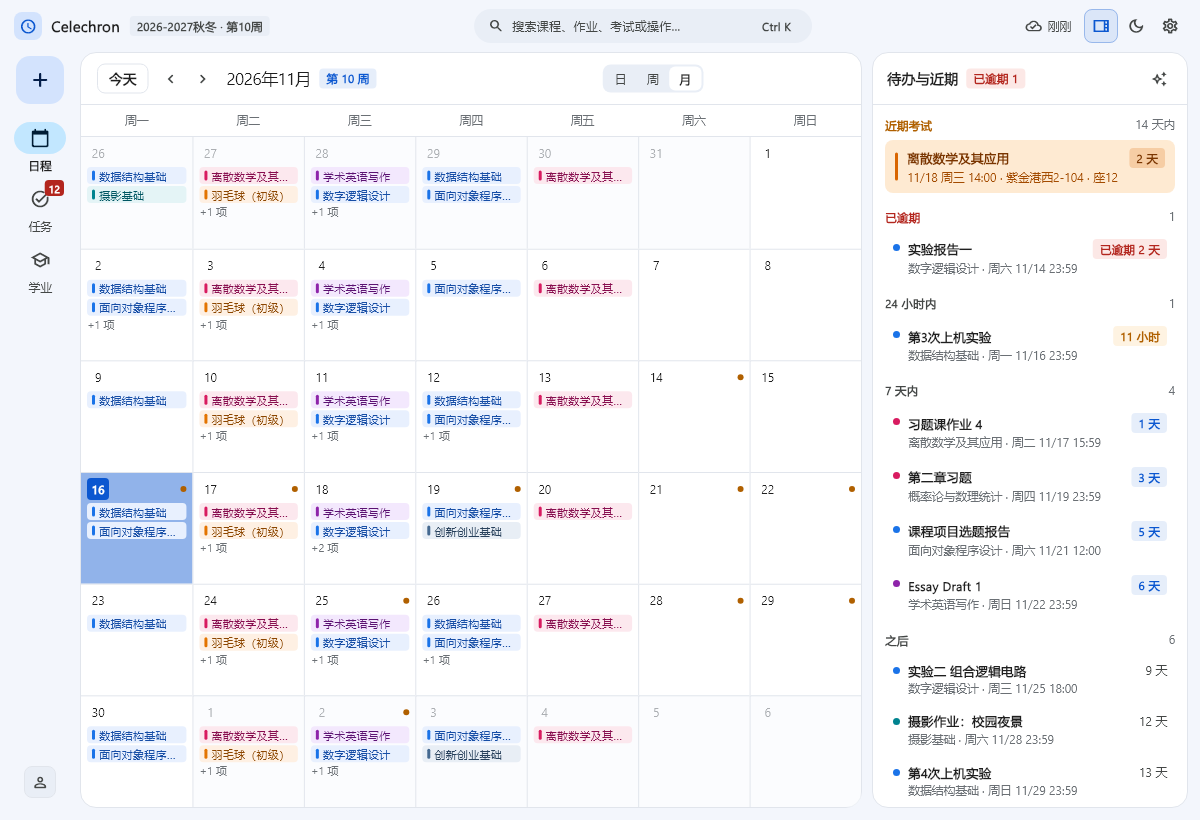 Celechron
2026-2027秋冬 · 第10周
搜索课程、作业、考试或操作...
Ctrl K
刚刚
日程
12
任务
学业
今天
2026年11月
第 10 周
日 周 月
周一 周二 周三 周四 周五 周六 周日
26 27 28 29 30 31 1
数据结构基础 离散数学及其... 学术英语写作 数据结构基础 离散数学及其...
摄影基础 羽毛球（初级） 数字逻辑设计 面向对象程序...
+1 项 +1 项
2 3 4 5 6 7 8
数据结构基础 离散数学及其... 学术英语写作 面向对象程序... 离散数学及其...
面向对象程序... 羽毛球（初级） 数字逻辑设计
+1 项 +1 项 +1 项
9 10 11 12 13 14 15
数据结构基础 离散数学及其... 学术英语写作 数据结构基础 离散数学及其...
羽毛球（初级） 数字逻辑设计 面向对象程序...
+1 项 +1 项 +1 项
16 17 18 19 20 21 22
数据结构基础 离散数学及其... 学术英语写作 面向对象程序... 离散数学及其...
面向对象程序... 羽毛球（初级） 数字逻辑设计 创新创业基础
+1 项 +2 项
23 24 25 26 27 28 29
数据结构基础 离散数学及其... 学术英语写作 数据结构基础 离散数学及其...
羽毛球（初级） 数字逻辑设计 面向对象程序...
+1 项 +1 项 +1 项
30 1 2 3 4 5 6
数据结构基础 离散数学及其... 学术英语写作 面向对象程序... 离散数学及其...
面向对象程序... 羽毛球（初级） 数字逻辑设计 创新创业基础
+1 项 +1 项
待办与近期 已逾期 1
近期考试 14 天内
离散数学及其应用 2 天
11/18 周三 14:00 · 紫金港西2-104 · 座12
已逾期 1
实验报告一 已逾期 2 天
数字逻辑设计 · 周六 11/14 23:59
24 小时内 1
第3次上机实验 11 小时
数据结构基础 · 周一 11/16 23:59
7 天内 4
习题课作业 4 1 天
离散数学及其应用 · 周二 11/17 15:59
第二章习题 3 天
概率论与数理统计 · 周四 11/19 23:59
课程项目选题报告 5 天
面向对象程序设计 · 周六 11/21 12:00
Essay Draft 1 6 天
学术英语写作 · 周日 11/22 23:59
之后 6
实验二 组合逻辑电路 9 天
数字逻辑设计 · 周三 11/25 18:00
摄影作业：校园夜景 12 天
摄影基础 · 周六 11/28 23:59
第4次上机实验 13 天
数据结构基础 · 周日 11/29 23:59